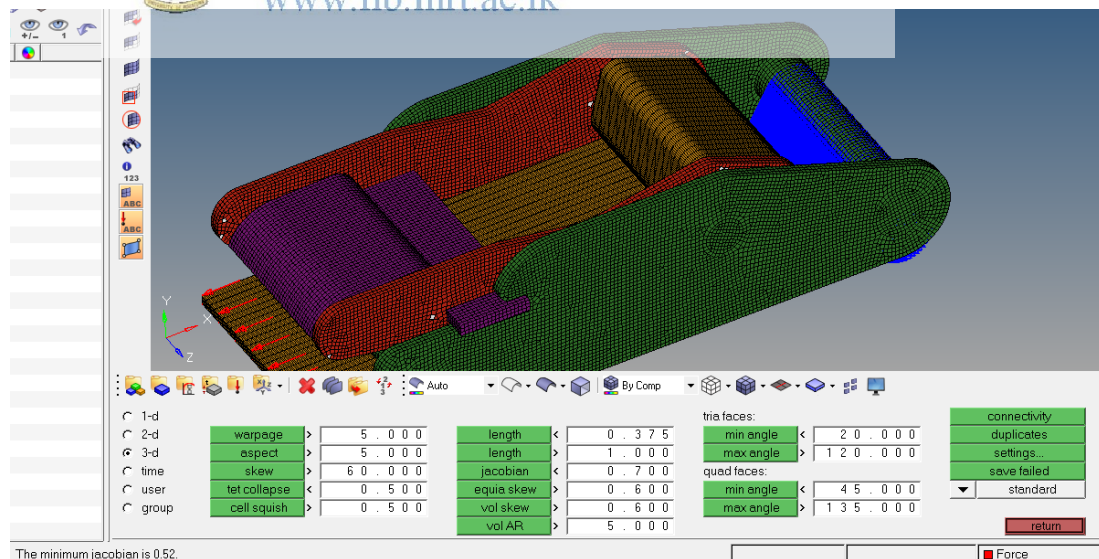 www.lib.mrt.ac.lk
+/- 1
123
ABC
ABC
Y
X
Z
Auto By Comp
1-d tria faces: connectivity
2-d warpage > 5.000 length < 0.375 min angle < 20.000 duplicates
3-d aspect > 5.000 length > 1.000 max angle > 120.000 settings...
time skew > 60.000 jacobian < 0.700 quad faces: save failed
user tet collapse < 0.500 equia skew > 0.600 min angle < 45.000 standard
group cell squish > 0.500 vol skew > 0.600 max angle > 135.000
vol AR > 5.000 return
The minimum jacobian is 0.52. Force